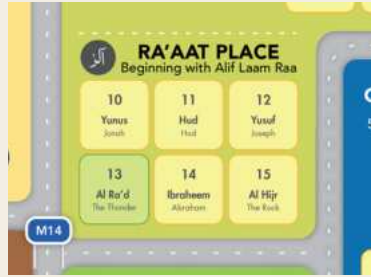 الر
RA'AAT PLACE
Beginning with Alif Laam Raa
10
Yunus
Jonah
11
Hud
Hud
12
Yusuf
Joseph
13
Al Ra'd
The Thunder
14
Ibraheem
Abraham
15
Al Hijr
The Rock
M14